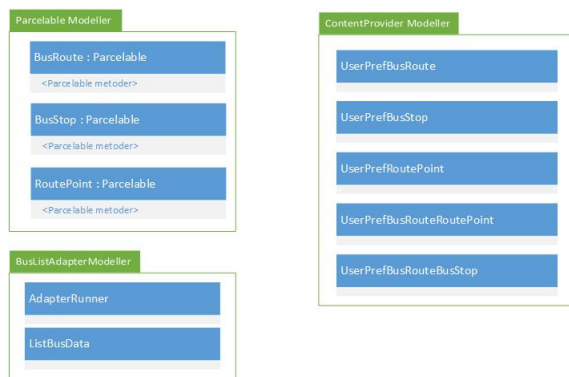 Parcelable Modeller
BusRoute : Parcelable
<Parcelable metoder>
BusStop : Parcelable
<Parcelable metoder>
RoutePoint : Parcelable
<Parcelable metoder>
BusListAdapterModeller
AdapterRunner
ListBusData
ContentProvider Modeller
UserPrefBusRoute
UserPrefBusStop
UserPrefRoutePoint
UserPrefBusRouteRoutePoint
UserPrefBusRouteBusStop